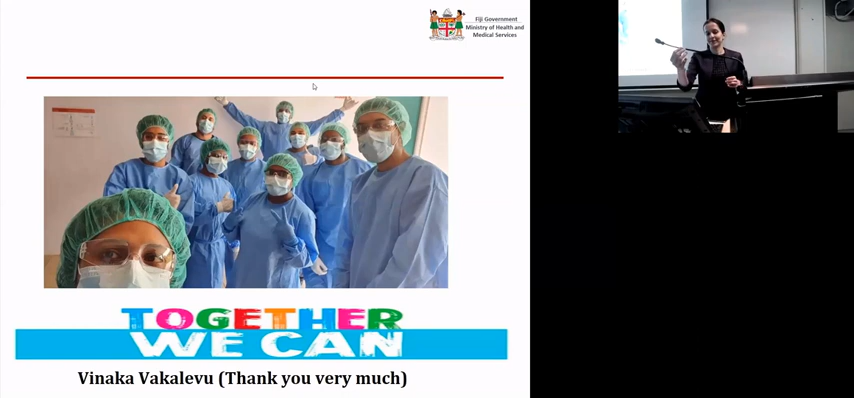 Fiji Government
Ministry of Health and
Medical Services
TOGETHER
WE CAN
Vinaka Vakalevu (Thank you very much)